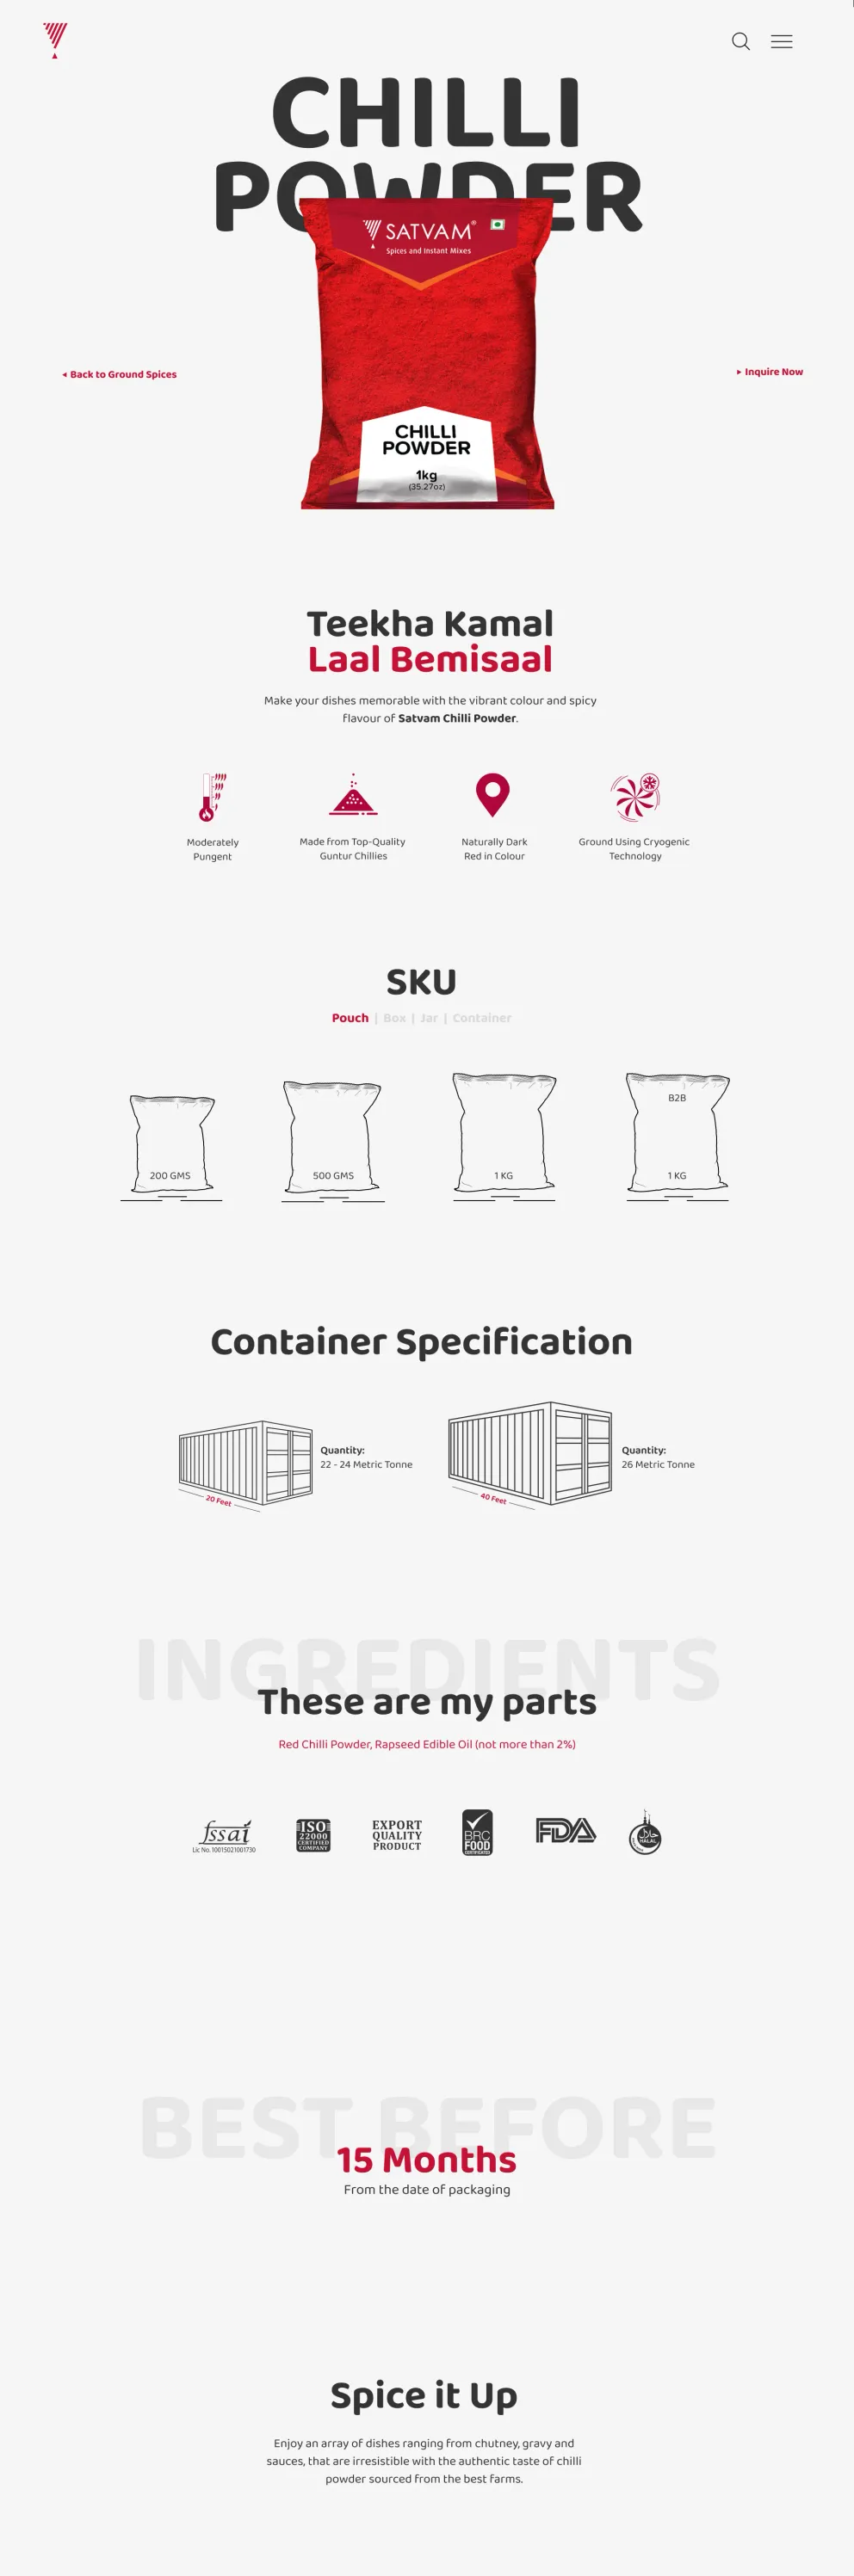 CHILLI
POWDER
SATVAM®
Spices and Instant Mixes
Back to Ground Spices
Inquire Now
CHILLI
POWDER
1kg
(35.27oz)
Teekha Kamal
Laal Bemisaal
Make your dishes memorable with the vibrant colour and spicy
flavour of Satvam Chilli Powder.
Moderately
Pungent
Made from Top-Quality
Guntur Chillies
Naturally Dark
Red in Colour
Ground Using Cryogenic
Technology
SKU
Pouch | Box | Jar | Container
200 GMS
500 GMS
1 KG
B2B
1 KG
Container Specification
Quantity:
22 - 24 Metric Tonne
20 Feet
Quantity:
26 Metric Tonne
40 Feet
INGREDIENTS
These are my parts
Red Chilli Powder, Rapseed Edible Oil (not more than 2%)
fssai
Lic No. 10015021001730
ISO
22000
CERTIFIED
COMPANY
EXPORT
QUALITY
PRODUCT
BRC
FOOD
CERTIFICATED
FDA
حلال
HALAL
BEST BEFORE
15 Months
From the date of packaging
Spice it Up
Enjoy an array of dishes ranging from chutney, gravy and
sauces, that are irresistible with the authentic taste of chilli
powder sourced from the best farms.